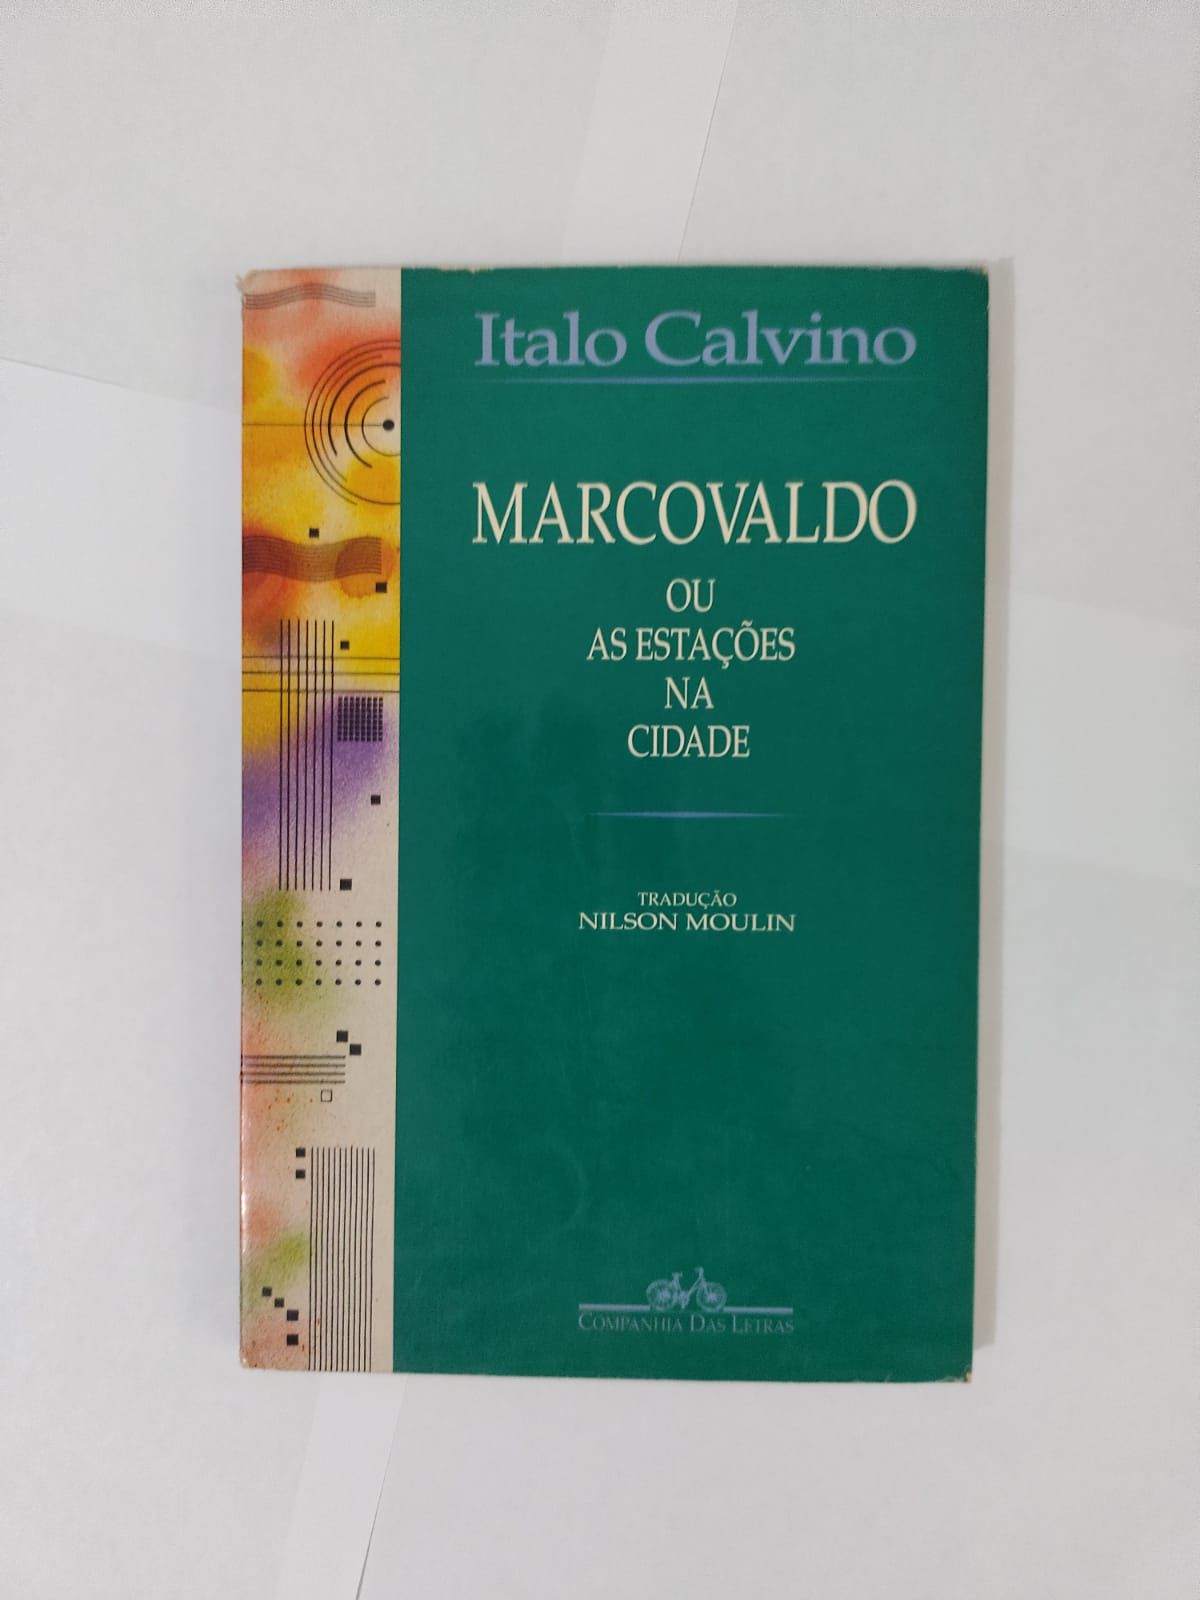 Italo Calvino
MARCOVALDO
OU
AS ESTAÇÕES
NA
CIDADE
TRADUÇÃO
NILSON MOULIN
COMPANHIA DAS LETRAS